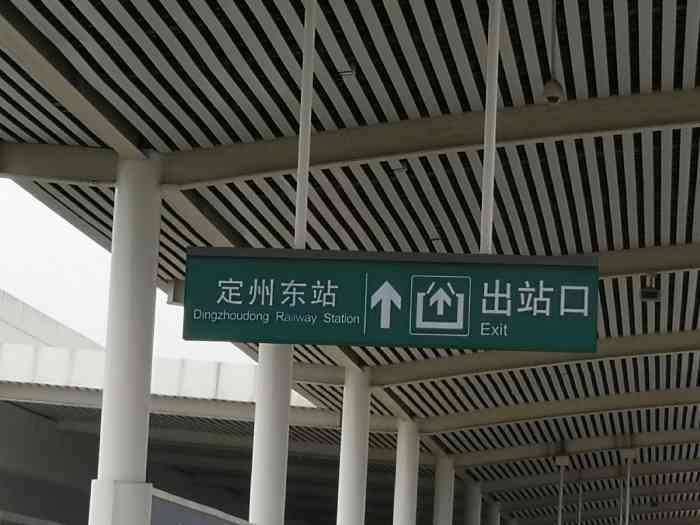 定州东站
Dingzhoudong Railway Station
出站口
Exit